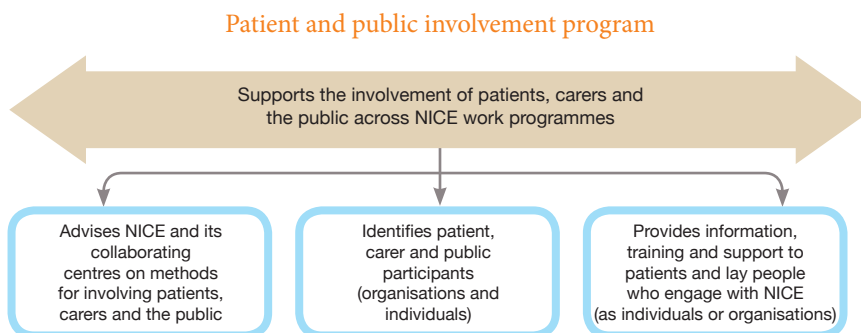 Patient and public involvement program
Supports the involvement of patients, carers and
the public across NICE work programmes
Advises NICE and its
collaborating
centres on methods
for involving patients,
carers and the public
Identifies patient,
carer and public
participants
(organisations and
individuals)
Provides information,
training and support to
patients and lay people
who engage with NICE
(as individuals or organisations)